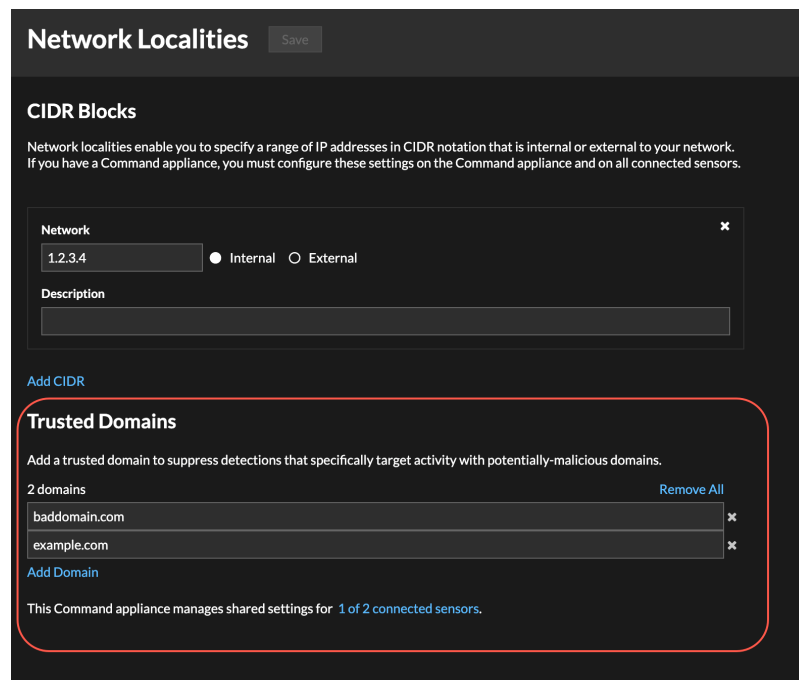 Network Localities Save
CIDR Blocks
Network localities enable you to specify a range of IP addresses in CIDR notation that is internal or external to your network.
If you have a Command appliance, you must configure these settings on the Command appliance and on all connected sensors.
Network
1.2.3.4 Internal External
Description
Add CIDR
Trusted Domains
Add a trusted domain to suppress detections that specifically target activity with potentially-malicious domains.
2 domains Remove All
baddomain.com
example.com
Add Domain
This Command appliance manages shared settings for 1 of 2 connected sensors.